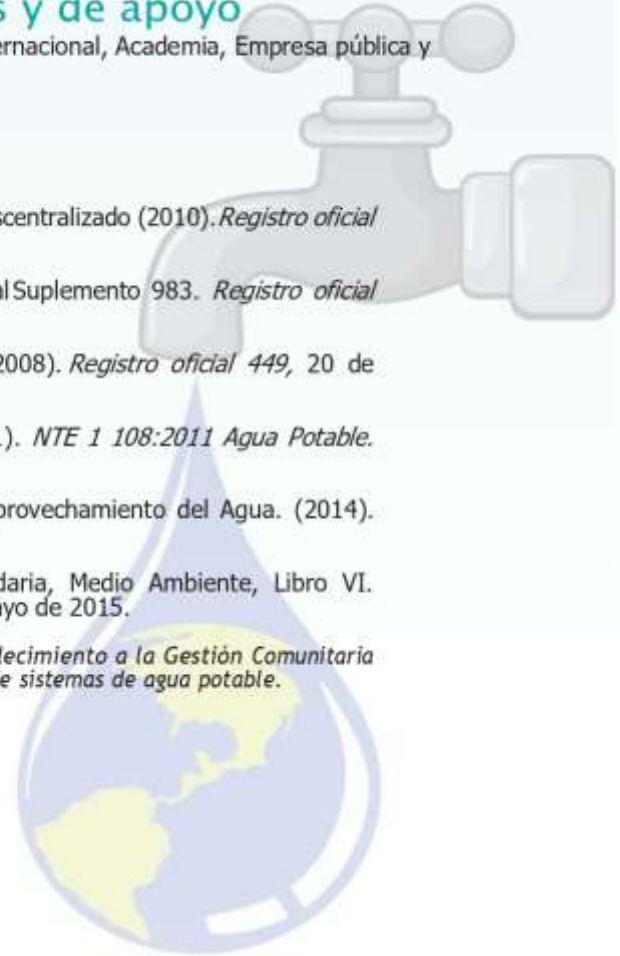 s y de apoyo
ernacional, Academia, Empresa pública y
scentralizado (2010). Registro oficial
al Suplemento 983. Registro oficial
2008). Registro oficial 449, 20 de
1). NTE 1 108:2011 Agua Potable.
provechamiento del Agua. (2014).
daria, Medio Ambiente, Libro VI.
ayo de 2015.
lecimiento a la Gestión Comunitaria
e sistemas de agua potable.